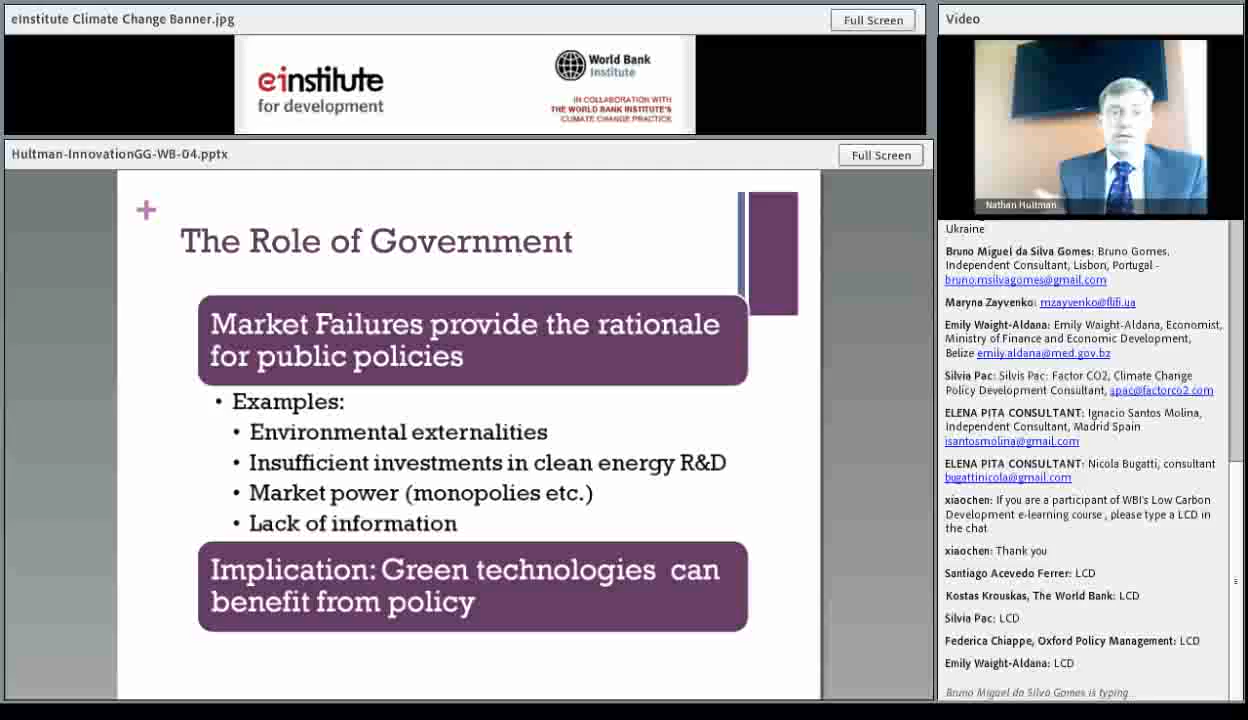 eInstitute Climate Change Banner.jpg
Full Screen
einstitute
for development
World Bank
Institute
IN COLLABORATION WITH
THE WORLD BANK INSTITUTE'S
CLIMATE CHANGE PRACTICE
Hultman-InnovationGG-WB-04.pptx
Full Screen
+
The Role of Government
Market Failures provide the rationale
for public policies
• Examples:
• Environmental externalities
• Insufficient investments in clean energy R&D
• Market power (monopolies etc.)
• Lack of information
Implication: Green technologies can
benefit from policy
Video
Nathan Hultman
Ukraine
Bruno Miguel da Silva Gomes: Bruno Gomes,
Independent Consultant, Lisbon, Portugal -
bruno.msilvagomes@gmail.com
Maryna Zayvenko: mzayvenko@flifi.ua
Emily Waight-Aldana: Emily Waight-Aldana, Economist,
Ministry of Finance and Economic Development,
Belize emily.aldana@med.gov.bz
Silvia Pac: Silvis Pac: Factor CO2, Climate Change
Policy Development Consultant, spac@factorco2.com
ELENA PITA CONSULTANT: Ignacio Santos Molina,
Independent Consultant, Madrid Spain
isantosmolina@gmail.com
ELENA PITA CONSULTANT: Nicola Bugatti, consultant
bugattinicola@gmail.com
xiaochen: If you are a participant of WBI's Low Carbon
Development e-learning course , please type a LCD in
the chat
xiaochen: Thank you
Santiago Acevedo Ferrer: LCD
Kostas Krouskas, The World Bank: LCD
Silvia Pac: LCD
Federica Chiappe, Oxford Policy Management: LCD
Emily Waight-Aldana: LCD
Bruno Miguel da Silva Gomes is typing...